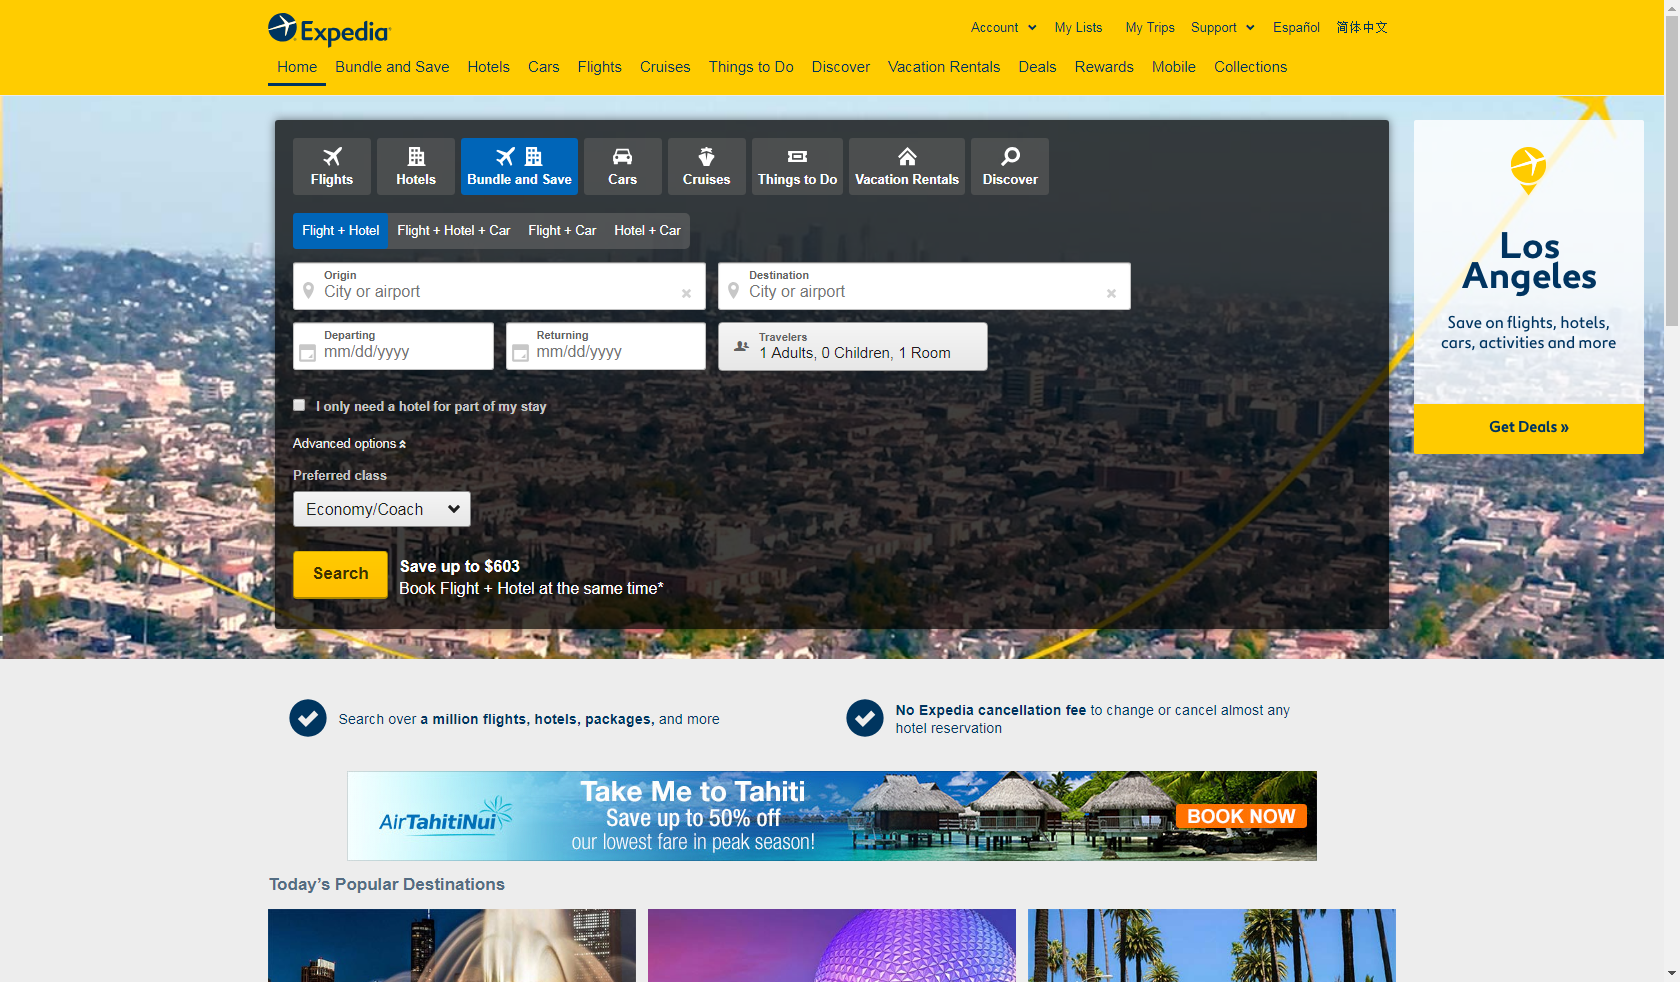 Expedia
Account
My Lists
My Trips
Support
Español
简体中文
Home
Bundle and Save
Hotels
Cars
Flights
Cruises
Things to Do
Discover
Vacation Rentals
Deals
Rewards
Mobile
Collections
Flights
Hotels
Bundle and Save
Cars
Cruises
Things to Do
Vacation Rentals
Discover
Flight + Hotel
Flight + Hotel + Car
Flight + Car
Hotel + Car
Origin
City or airport
Destination
City or airport
Departing
mm/dd/yyyy
Returning
mm/dd/yyyy
Travelers
1 Adults, 0 Children, 1 Room
I only need a hotel for part of my stay
Advanced options
Preferred class
Economy/Coach
Search
Save up to $603
Book Flight + Hotel at the same time*
Los
Angeles
Save on flights, hotels,
cars, activities and more
Get Deals »
Search over a million flights, hotels, packages, and more
No Expedia cancellation fee to change or cancel almost any
hotel reservation
AirTahitiNui
Take Me to Tahiti
Save up to 50% off
our lowest fare in peak season!
BOOK NOW
Today's Popular Destinations